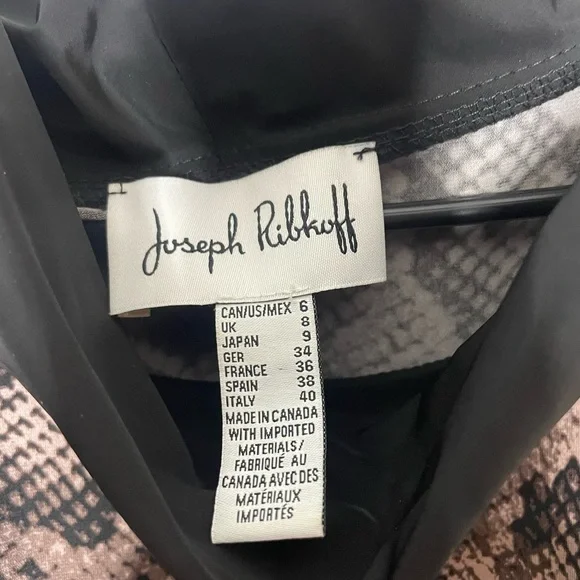 Joseph Ribkoff
CAN/US/MEX 6
UK 8
JAPAN 9
GER 34
FRANCE 36
SPAIN 38
ITALY 40
MADE IN CANADA
WITH IMPORTED
MATERIALS/
FABRIQUÉ AU
CANADA AVEC DES
MATÉRIAUX
IMPORTÉS